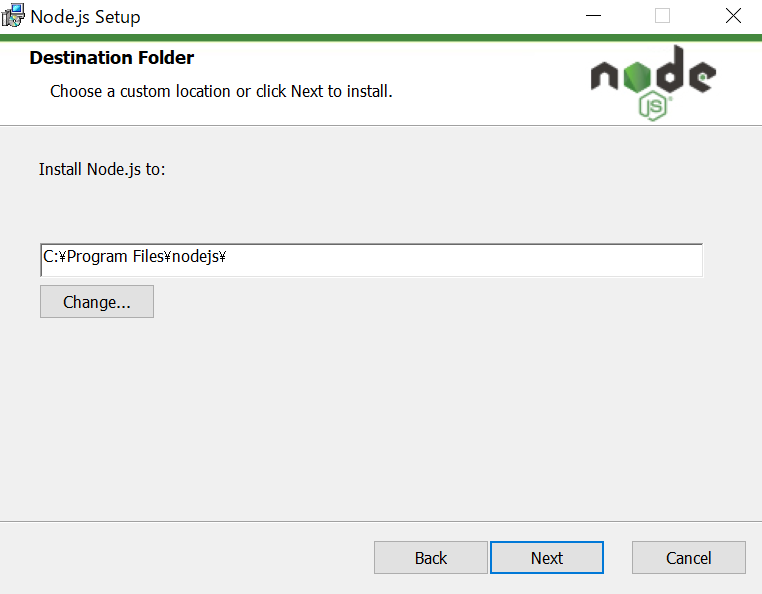 Node.js Setup
Destination Folder
Choose a custom location or click Next to install.
node
JS
Install Node.js to:
C:¥Program Files¥nodejs¥
Change...
Back
Next
Cancel